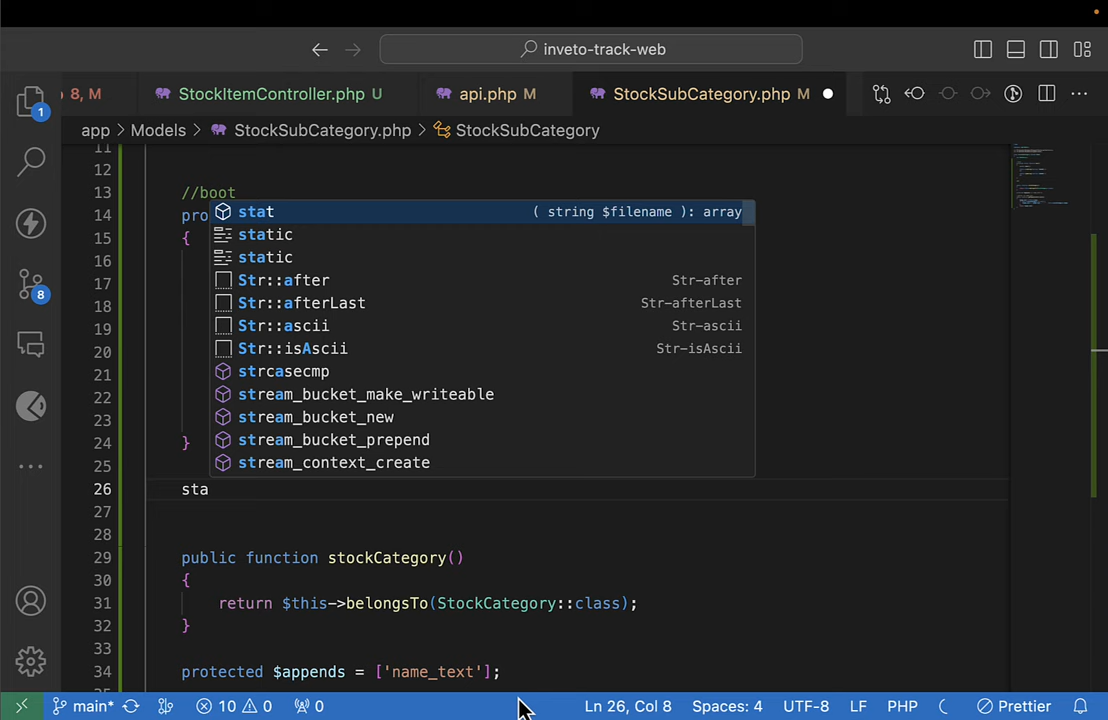 inveto-track-web
8, M
StockItemController.php U
api.php M
StockSubCategory.php M
app > Models > StockSubCategory.php > StockSubCategory
11
12
13 //boot
14 pro
15 {
16
17
18
19
20
21
22
23
24 }
25
26 sta
27
28
29 public function stockCategory()
30 {
31 return $this->belongsTo(StockCategory::class);
32 }
33
34 protected $appends = ['name_text'];
stat ( string $filename ): array
static
static
Str::after Str-after
Str::afterLast Str-afterLast
Str::ascii Str-ascii
Str::isAscii Str-isAscii
strcasecmp
stream_bucket_make_writeable
stream_bucket_new
stream_bucket_prepend
stream_context_create
1
8
main* 10 0 0 Ln 26, Col 8 Spaces: 4 UTF-8 LF PHP Prettier